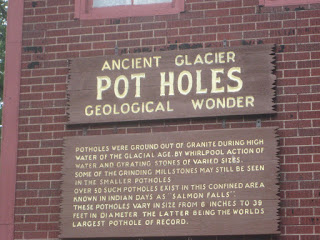 ANCIENT GLACIER
POT HOLES
GEOLOGICAL WONDER
POTHOLES WERE GROUND OUT OF GRANITE DURING HIGH
WATER OF THE GLACIAL AGE, BY WHIRLPOOL ACTION OF
WATER AND GYRATING STONES OF VARIED SIZES.
SOME OF THE GRINDING MILLSTONES MAY STILL BE SEEN
IN THE SMALLER POTHOLES
OVER 50 SUCH POTHOLES EXIST IN THIS CONFINED AREA
KNOWN IN INDIAN DAYS AS "SALMON FALLS".
THESE POTHOLES VARY IN SIZE FROM 6 INCHES TO 39
FEET IN DIAMETER THE LATTER BEING THE WORLDS
LARGEST POTHOLE OF RECORD.